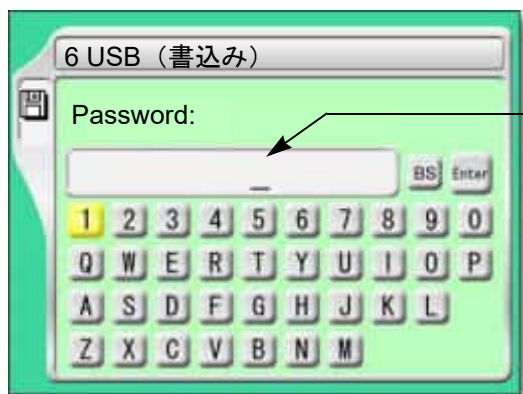 6 USB（書込み）
Password:
_
BS Enter
1 2 3 4 5 6 7 8 9 0
Q W E R T Y U I O P
A S D F G H J K L
Z X C V B N M